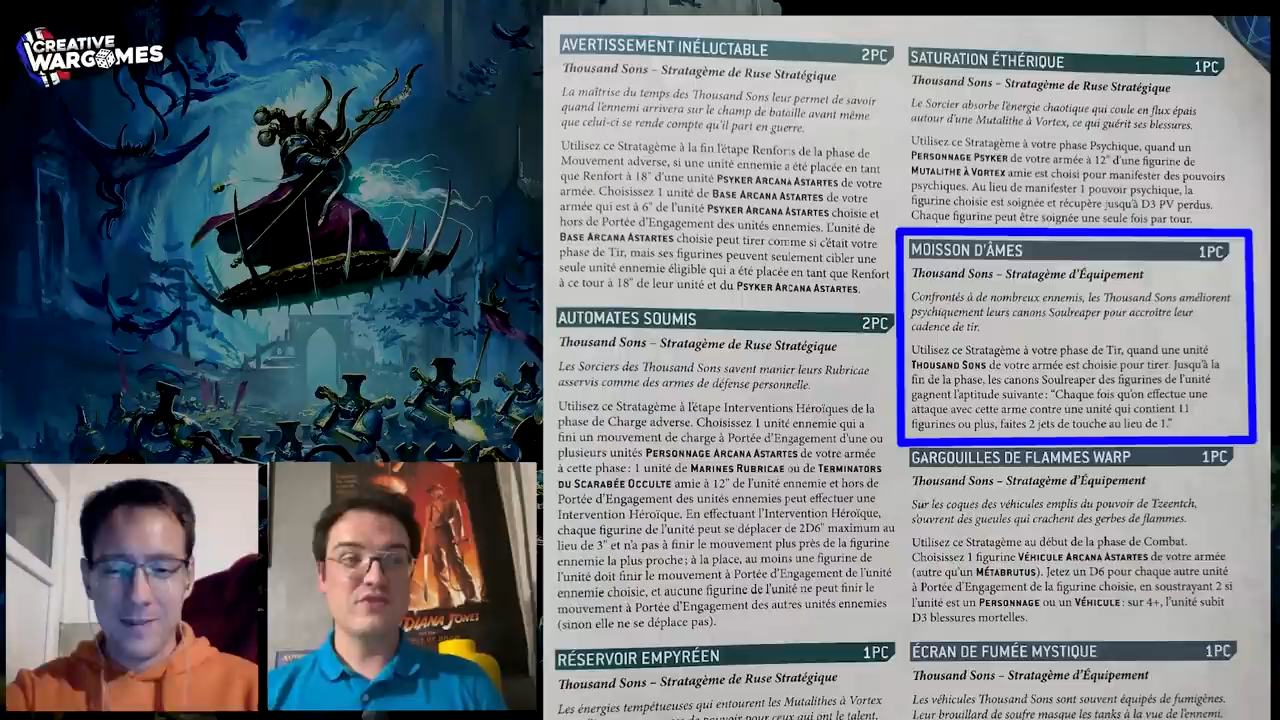 CREATIVE
WARGOMES
AVERTISSEMENT INÉLUCTABLE 2PC
Thousand Sons – Stratagème de Ruse Stratégique
La maîtrise du temps des Thousand Sons leur permet de savoir
quand l'ennemi arrivera sur le champ de bataille avant même
que celui-ci se rende compte qu'il part en guerre.
Utilisez ce Stratagème à la fin l'étape Renforts de la phase de
Mouvement adverse, si une unité ennemie a été placée en tant
que Renfort à 18" d'une unité PSYKER ARCANA ASTARTES de votre
armée. Choisissez 1 unité de BASE ARCANA ASTARTES de votre
armée qui est à 6" de l'unité PSYKER ARCANA ASTARTES choisie et
hors de Portée d'Engagement des unités ennemies. L'unité de
BASE ARCANA ASTARTES choisie peut tirer comme si c'était votre
phase de Tir, mais ses figurines peuvent seulement cibler une
seule unité ennemie éligible qui a été placée en tant que Renfort
à ce tour à 18" de leur unité et du PSYKER ARCANA ASTARTES.
AUTOMATES SOUMIS 2PC
Thousand Sons – Stratagème de Ruse Stratégique
Les Sorciers des Thousand Sons savent manier leurs Rubricae
asservis comme des armes de défense personnelle.
Utilisez ce Stratagème à l'étape Interventions Héroïques de la
phase de Charge adverse. Choisissez 1 unité ennemie qui a
fini un mouvement de charge à Portée d'Engagement d'une ou
plusieurs unités PERSONNAGE ARCANA ASTARTES de votre armée
à cette phase : 1 unité de MARINES RUBRICAE ou de TERMINATORS
DU SCARABÉE OCCULTE amie à 12" de l'unité ennemie et hors de
Portée d'Engagement des unités ennemies peut effectuer une
Intervention Héroïque. En effectuant l'Intervention Héroïque,
chaque figurine de l'unité peut se déplacer de 2D6" maximum au
lieu de 3" et n'a pas à finir le mouvement plus près de la figurine
ennemie la plus proche ; à la place, au moins une figurine de
l'unité doit finir le mouvement à Portée d'Engagement de l'unité
ennemie choisie, et aucune figurine de l'unité ne peut finir le
mouvement à Portée d'Engagement des autres unités ennemies
(sinon elle ne se déplace pas).
RÉSERVOIR EMPYRÉEN 1PC
Thousand Sons – Stratagème de Ruse Stratégique
Les énergies tempétueuses qui entourent les Mutalithes à Vortex
de pouvoir pour ceux qui ont le talent,
SATURATION ÉTHÉRIQUE 1PC
Thousand Sons – Stratagème de Ruse Stratégique
Le Sorcier absorbe l'énergie chaotique qui coule en flux épais
autour d'une Mutalithe à Vortex, ce qui guérit ses blessures.
Utilisez ce Stratagème à votre phase Psychique, quand un
PERSONNAGE PSYKER de votre armée à 12" d'une figurine de
MUTALITHE À VORTEX amie est choisi pour manifester des pouvoirs
psychiques. Au lieu de manifester 1 pouvoir psychique, la
figurine choisie est soignée et récupère jusqu'à D3 PV perdus.
Chaque figurine peut être soignée une seule fois par tour.
MOISSON D'ÂMES 1PC
Thousand Sons – Stratagème d'Équipement
Confrontés à de nombreux ennemis, les Thousand Sons améliorent
psychiquement leurs canons Soulreaper pour accroître leur
cadence de tir.
Utilisez ce Stratagème à votre phase de Tir, quand une unité
THOUSAND SONS de votre armée est choisie pour tirer. Jusqu'à la
fin de la phase, les canons Soulreaper des figurines de l'unité
gagnent l'aptitude suivante : "Chaque fois qu'on effectue une
attaque avec cette arme contre une unité qui contient 11
figurines ou plus, faites 2 jets de touche au lieu de 1."
GARGOUILLES DE FLAMMES WARP 1PC
Thousand Sons – Stratagème d'Équipement
Sur les coques des véhicules emplis du pouvoir de Tzeentch,
s'ouvrent des gueules qui crachent des gerbes de flammes.
Utilisez ce Stratagème au début de la phase de Combat.
Choisissez 1 figurine VÉHICULE ARCANA ASTARTES de votre armée
(autre qu'un MÉTABRUTUS). Jetez un D6 pour chaque autre unité
à Portée d'Engagement de la figurine choisie, en soustrayant 2 si
l'unité est un PERSONNAGE ou un VÉHICULE : sur 4+, l'unité subit
D3 blessures mortelles.
ÉCRAN DE FUMÉE MYSTIQUE 1PC
Thousand Sons – Stratagème d'Équipement
Les véhicules Thousand Sons sont souvent équipés de fumigènes.
Leur brouillard de soufre masque les tanks à la vue de l'ennemi.
INDIANA JONES